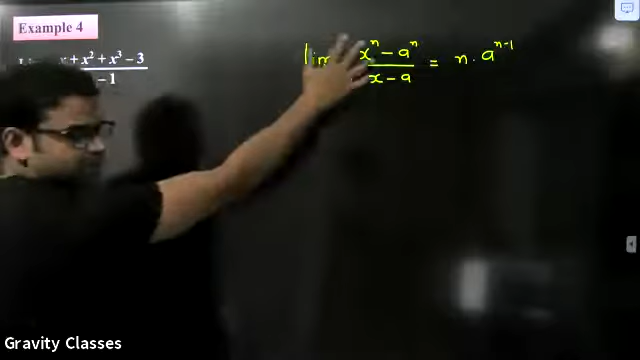 Example 4
x + x² + x³ − 3
−1
lim xⁿ − aⁿ / x − a = n · aⁿ⁻¹
Gravity Classes